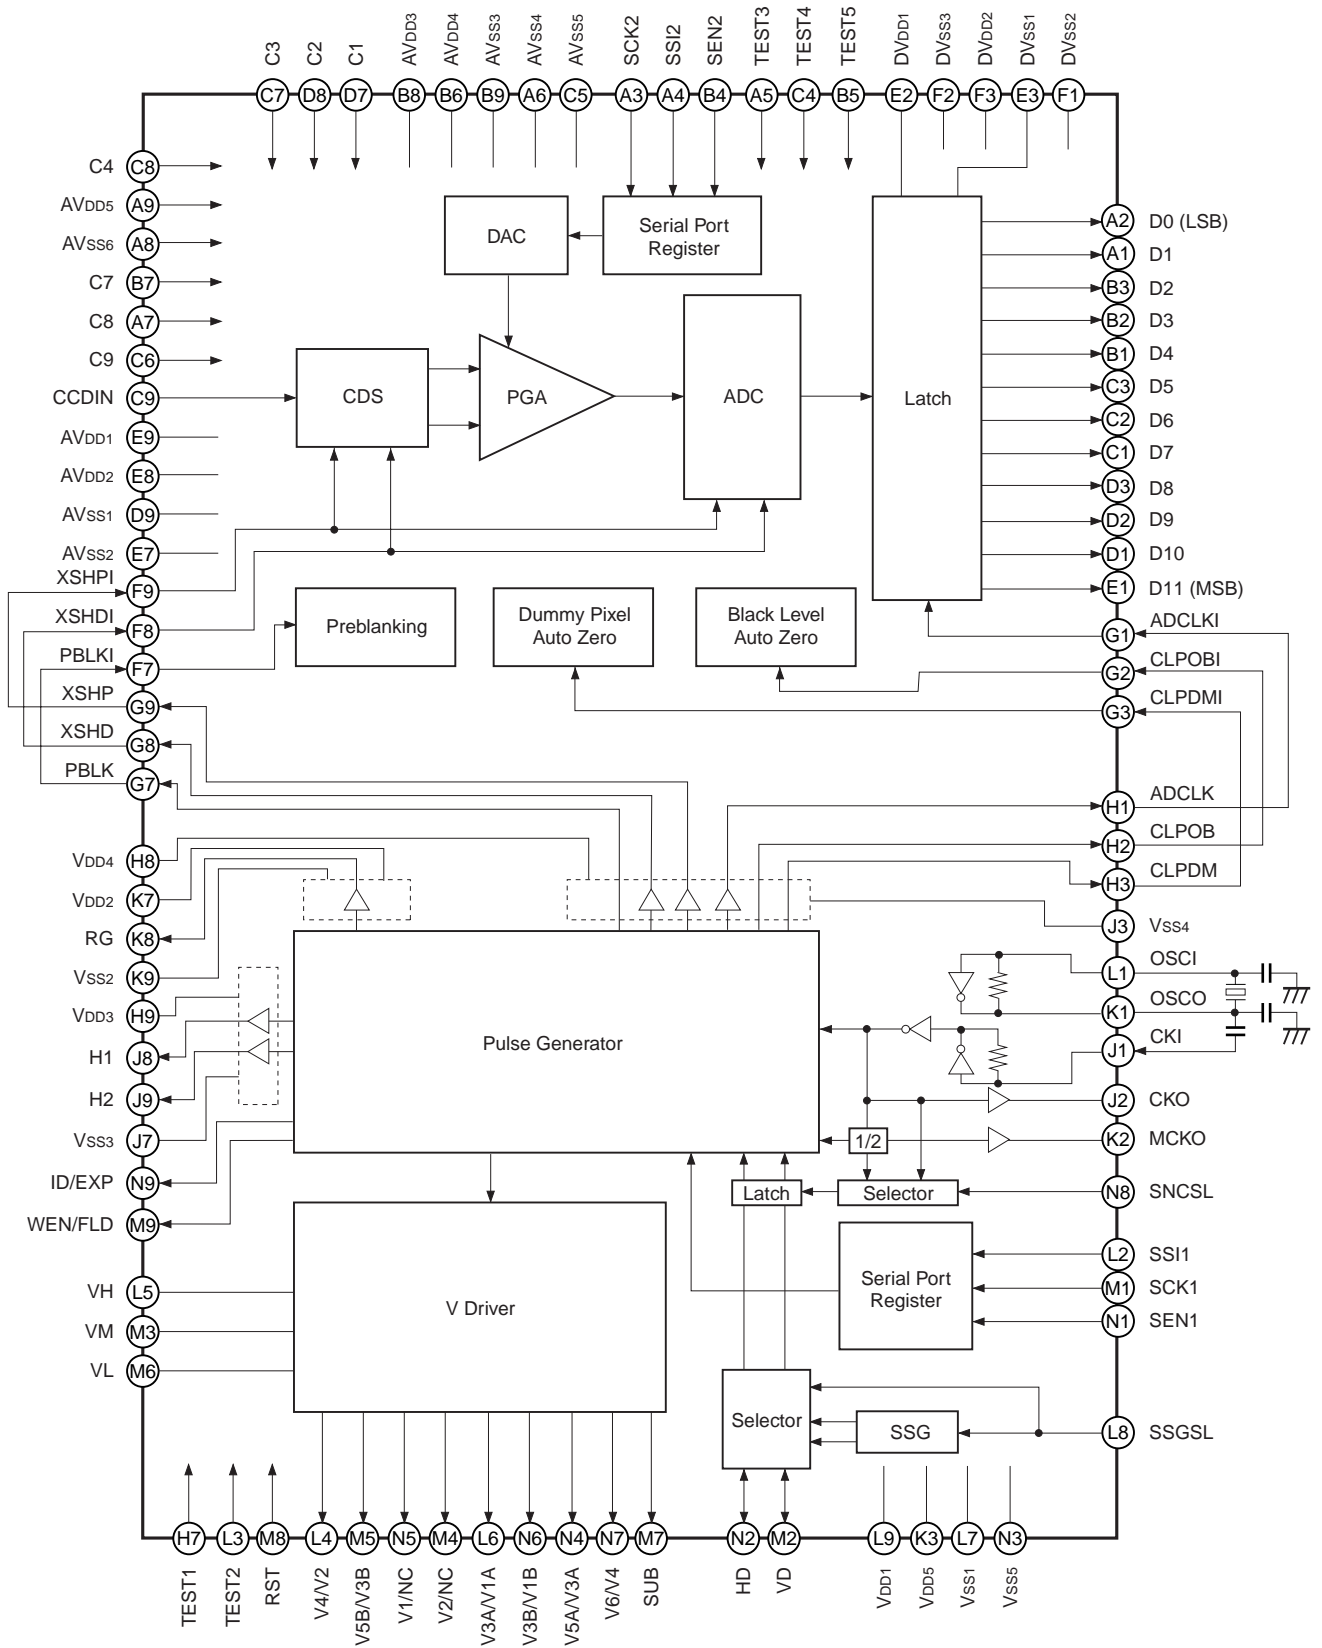 C3 C2 C1 AVDD3 AVDD4 AVSS3 AVSS4 AVSS5 SCK2 SSI2 SEN2 TEST3 TEST4 TEST5 DVDD1 DVSS3 DVDD2 DVSS1 DVSS2
C7 D8 D7 B8 B6 B9 A6 C5 A3 A4 B4 A5 C4 B5 E2 F2 F3 E3 F1
C4 C8
AVDD5 A9
AVSS6 A8
C7 B7
C8 A7
C9 C6
CCDIN C9
AVDD1 E9
AVDD2 E8
AVSS1 D9
AVSS2 E7
XSHPI F9
XSHDI F8
PBLKI F7
XSHP G9
XSHD G8
PBLK G7
VDD4 H8
VDD2 K7
RG K8
VSS2 K9
VDD3 H9
H1 J8
H2 J9
VSS3 J7
ID/EXP N9
WEN/FLD M9
VH L5
VM M3
VL M6
DAC
Serial Port
Register
CDS
PGA
ADC
Latch
Preblanking
Dummy Pixel
Auto Zero
Black Level
Auto Zero
Pulse Generator
1/2
Latch
Selector
V Driver
Serial Port
Register
Selector
SSG
A2 D0 (LSB)
A1 D1
B3 D2
B2 D3
B1 D4
C3 D5
C2 D6
C1 D7
D3 D8
D2 D9
D1 D10
E1 D11 (MSB)
G1 ADCLKI
G2 CLPOBI
G3 CLPDMI
H1 ADCLK
H2 CLPOB
H3 CLPDM
J3 VSS4
L1 OSCI
K1 OSCO
J1 CKI
J2 CKO
K2 MCKO
N8 SNCSL
L2 SSI1
M1 SCK1
N1 SEN1
L8 SSGSL
H7 L3 M8 L4 M5 N5 M4 L6 N6 N4 N7 M7 N2 M2 L9 K3 L7 N3
TEST1 TEST2 RST V4/V2 V5B/V3B V1/NC V2/NC V3A/V1A V3B/V1B V5A/V3A V6/V4 SUB HD VD VDD1 VDD5 VSS1 VSS5